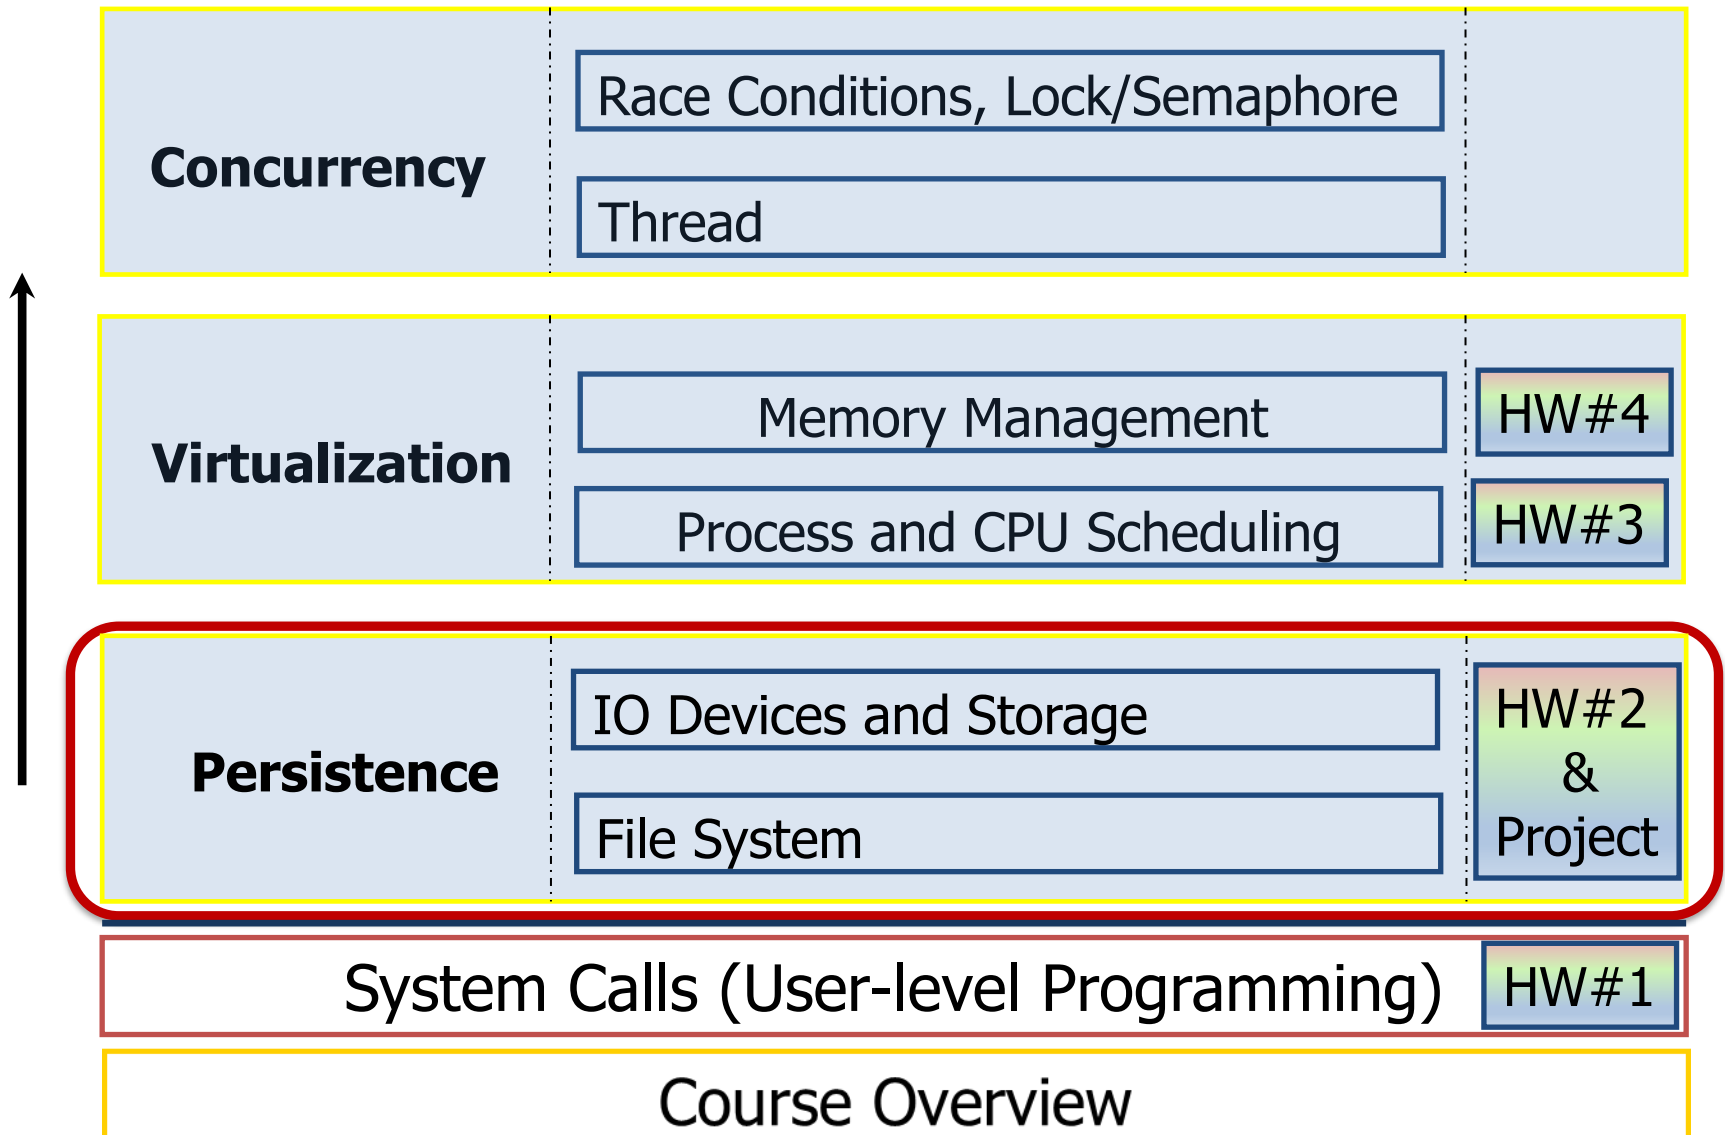 Race Conditions, Lock/Semaphore
Concurrency
Thread
Memory Management
HW#4
Virtualization
Process and CPU Scheduling
HW#3
IO Devices and Storage
HW#2
&
Project
Persistence
File System
System Calls (User-level Programming)
HW#1
Course Overview